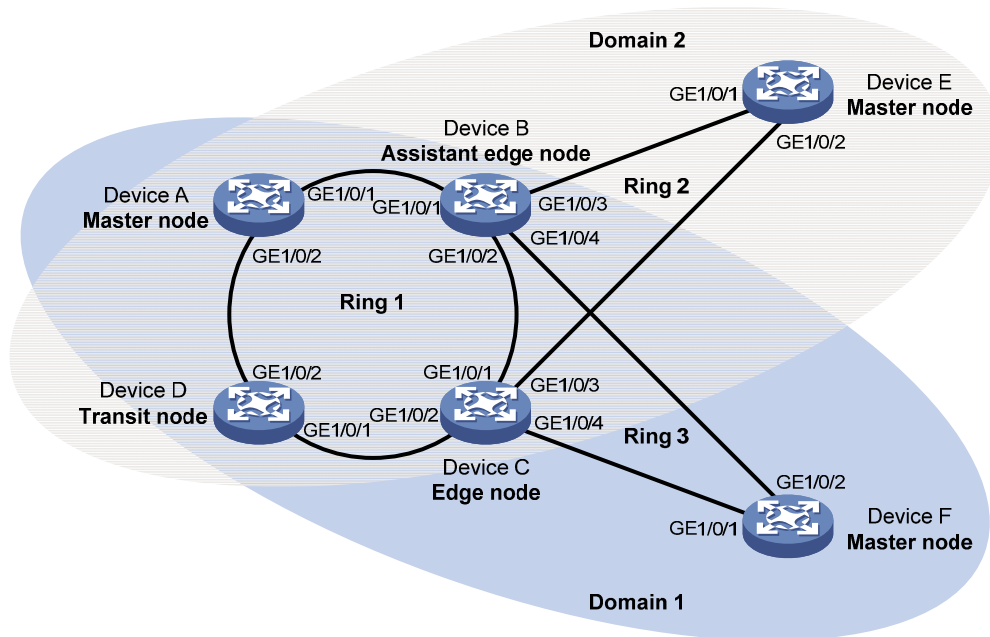 Domain 2
Device E
Master node
GE1/0/1
GE1/0/2
Device B
Assistant edge node
Ring 2
Device A
Master node
GE1/0/1
GE1/0/1
GE1/0/3
GE1/0/4
GE1/0/2
GE1/0/2
Ring 1
Device D
Transit node
GE1/0/2
GE1/0/1
GE1/0/3
GE1/0/2
GE1/0/4
GE1/0/1
Ring 3
Device C
Edge node
GE1/0/2
GE1/0/1
Device F
Master node
Domain 1